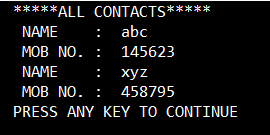 *****ALL CONTACTS*****
NAME : abc
MOB NO. : 145623
NAME : xyz
MOB NO. : 458795
PRESS ANY KEY TO CONTINUE